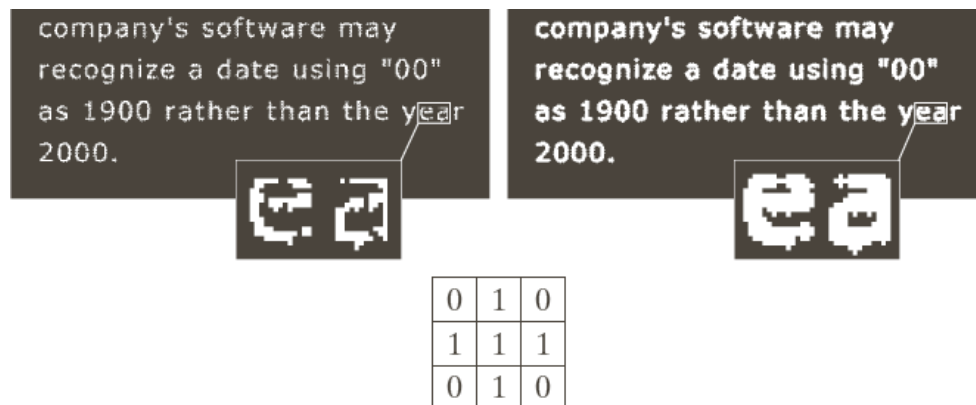 company's software may
recognize a date using "00"
as 1900 rather than the year
2000.
e a
company's software may
recognize a date using "00"
as 1900 rather than the year
2000.
e a
0 1 0
1 1 1
0 1 0